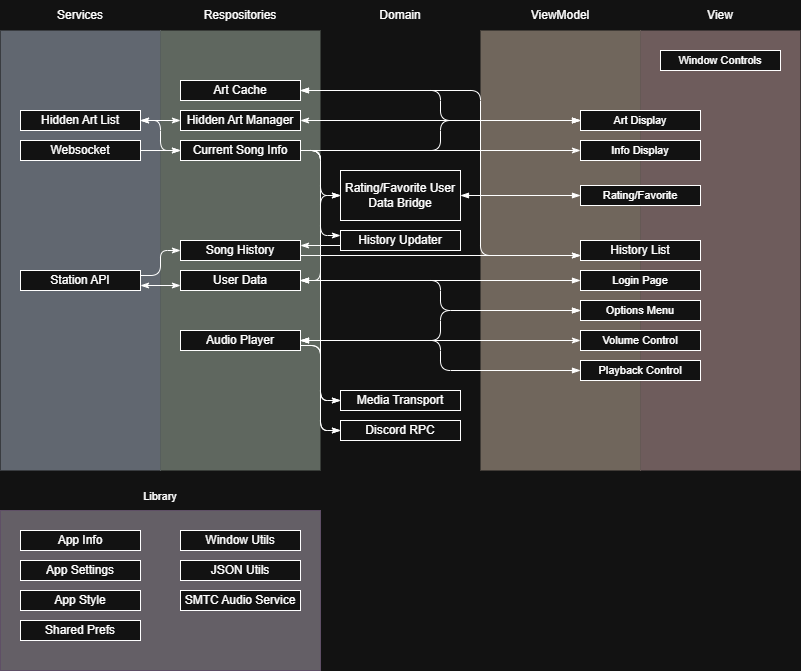 Services
Respositories
Domain
ViewModel
View
Window Controls
Art Cache
Hidden Art List
Hidden Art Manager
Art Display
Websocket
Current Song Info
Info Display
Rating/Favorite User
Data Bridge
Rating/Favorite
History Updater
Song History
History List
Station API
User Data
Login Page
Options Menu
Audio Player
Volume Control
Playback Control
Media Transport
Discord RPC
Library
App Info
Window Utils
App Settings
JSON Utils
App Style
SMTC Audio Service
Shared Prefs